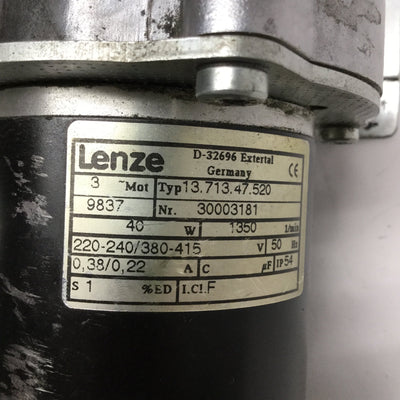 Lenze D-32696 Extertal CE
Germany
3 ~Mot Typ 13.713.47.520
9837 Nr. 30003181
40 W 1350 1/min
220-240/380-415 V 50 Hz
0,38/0,22 A C µF IP 54
S 1 %ED I.Cl.F